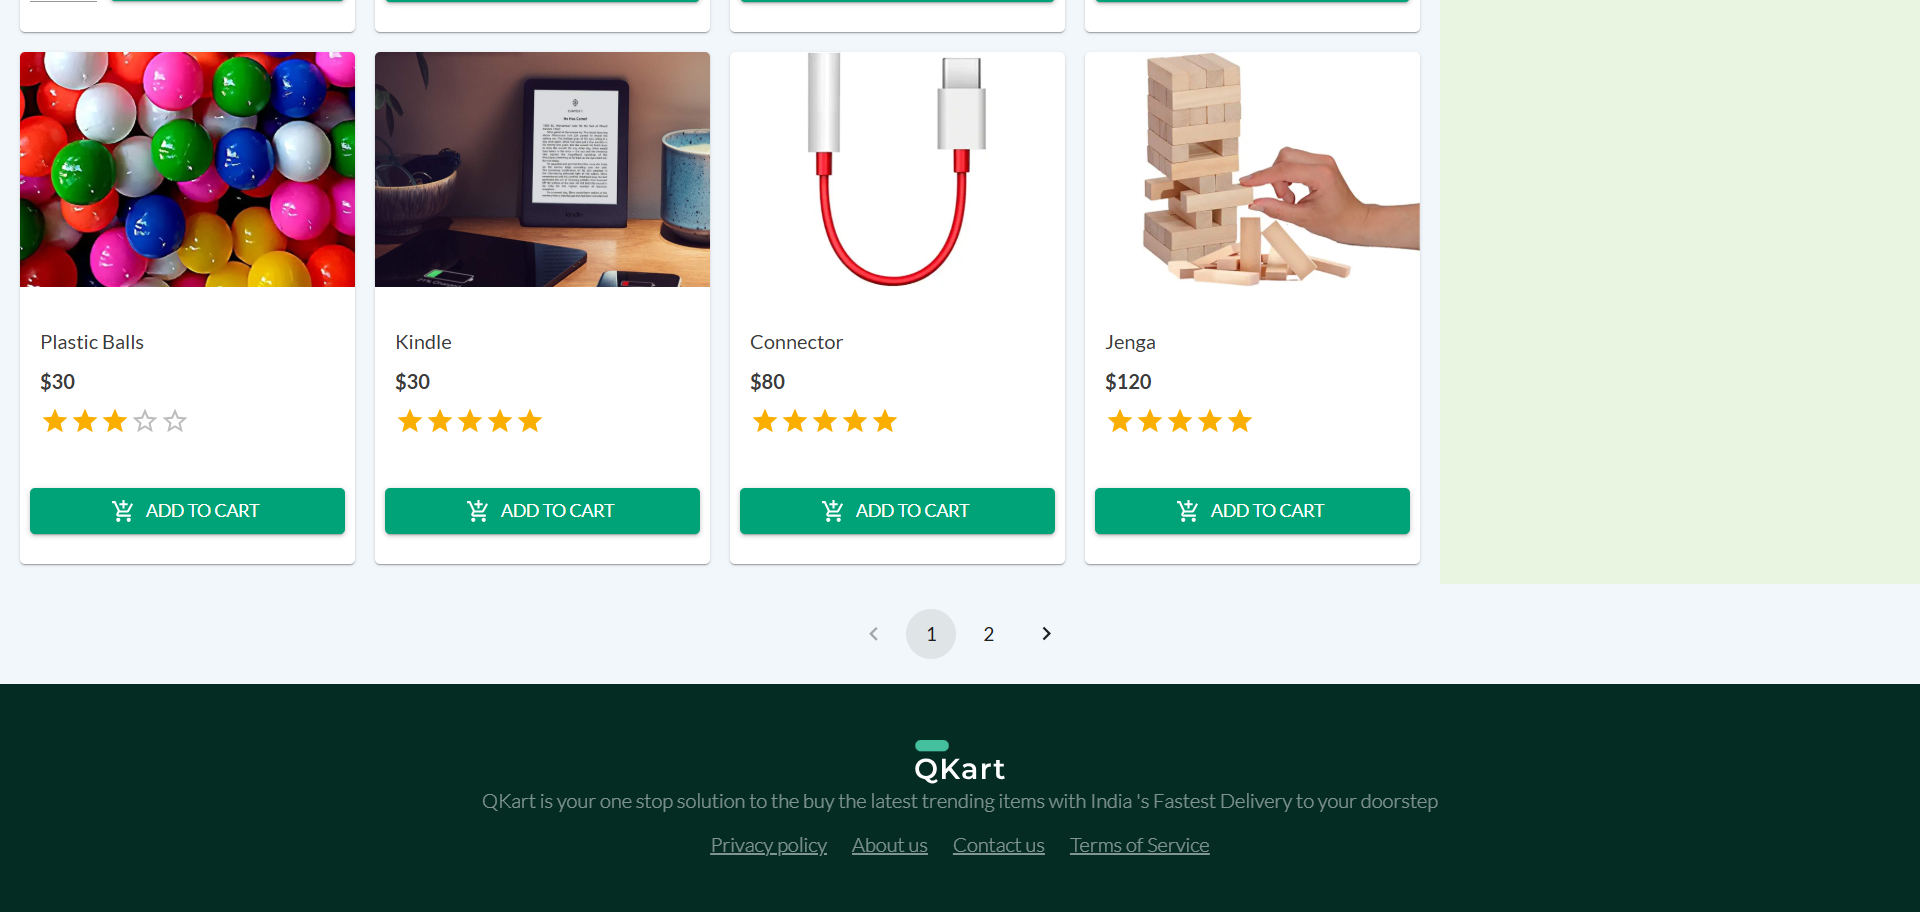 Plastic Balls
$30
ADD TO CART
kindle
Kindle
$30
ADD TO CART
Connector
$80
ADD TO CART
Jenga
$120
ADD TO CART
1 2
QKart
QKart is your one stop solution to the buy the latest trending items with India 's Fastest Delivery to your doorstep
Privacy policy About us Contact us Terms of Service